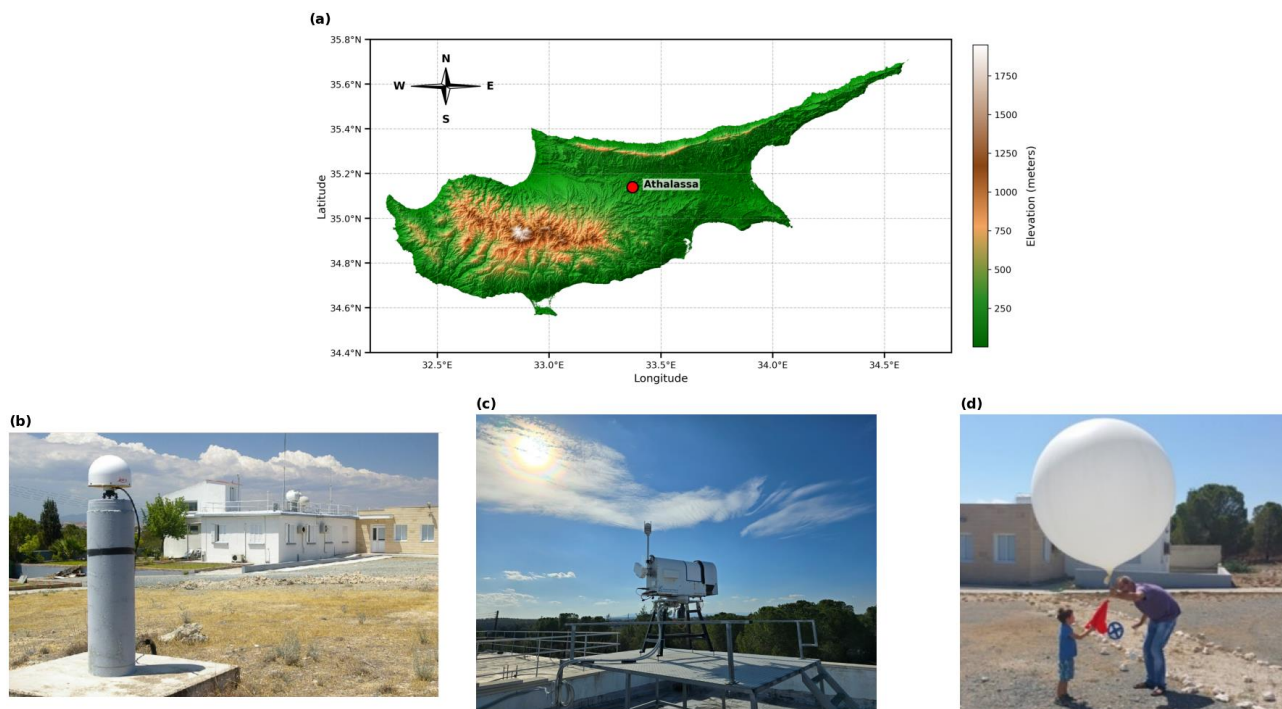 (a)
35.8°N
35.6°N
35.4°N
35.2°N
35.0°N
34.8°N
34.6°N
34.4°N
Latitude
N
W E
S
Athalassa
32.5°E 33.0°E 33.5°E 34.0°E 34.5°E
Longitude
1750
1500
1250
1000
750
500
250
Elevation (meters)
(b)
(c)
(d)